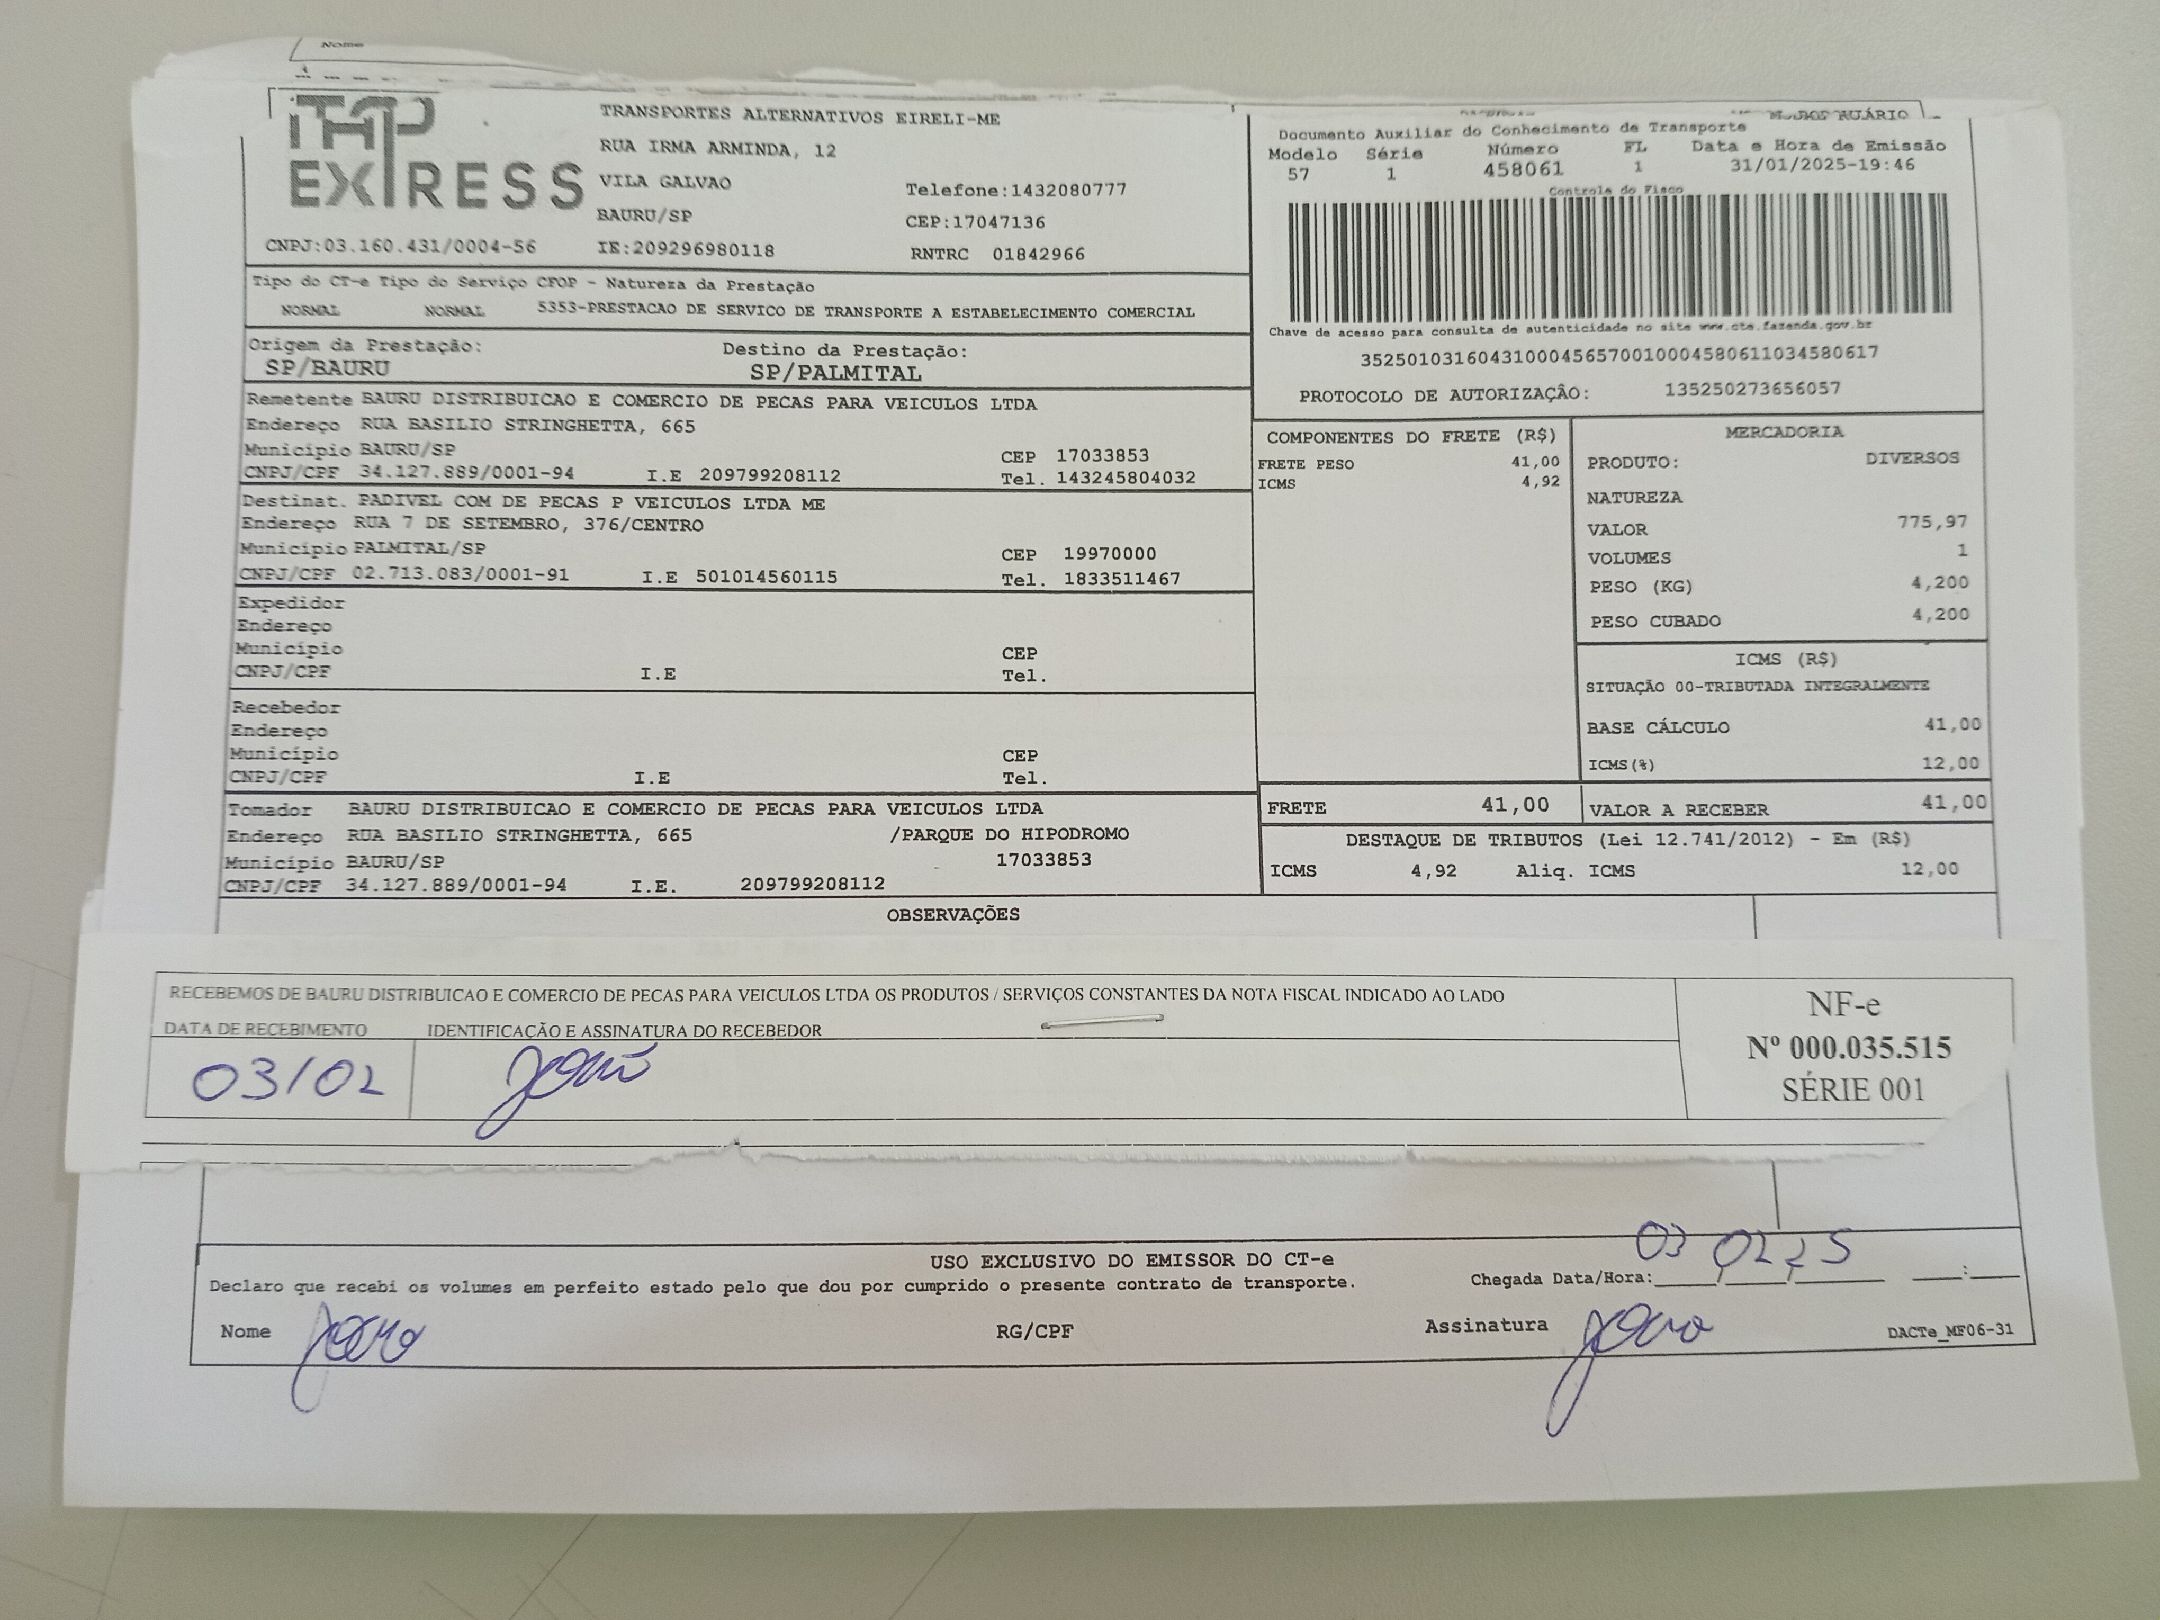 Nome
TAP
EXPRESS
TRANSPORTES ALTERNATIVOS EIRELI-ME
RUA IRMA ARMINDA, 12
VILA GALVAO
Telefone:1432080777
BAURU/SP
CEP:17047136
CNPJ:03.160.431/0004-56
IE:209296980118
RNTRC 01842966
Documento Auxiliar do Conhecimento de Transporte
Modelo Série Número FL Data e Hora de Emissão
57 1 458061 1 31/01/2025-19:46
Controle do Fisco
Chave de acesso para consulta de autenticidade no site www.cte.fazenda.gov.br
35250103160431000456570010004580611034580617
PROTOCOLO DE AUTORIZAÇÃO: 135250273656057
Tipo do CT-e Tipo do Serviço CFOP - Natureza da Prestação
NORMAL NORMAL 5353-PRESTACAO DE SERVICO DE TRANSPORTE A ESTABELECIMENTO COMERCIAL
Origem da Prestação: Destino da Prestação:
SP/BAURU SP/PALMITAL
Remetente BAURU DISTRIBUICAO E COMERCIO DE PECAS PARA VEICULOS LTDA
Endereço RUA BASILIO STRINGHETTA, 665
Município BAURU/SP CEP 17033853
CNPJ/CPF 34.127.889/0001-94 I.E 209799208112 Tel. 143245804032
Destinat. PADIVEL COM DE PECAS P VEICULOS LTDA ME
Endereço RUA 7 DE SETEMBRO, 376/CENTRO
Município PALMITAL/SP CEP 19970000
CNPJ/CPF 02.713.083/0001-91 I.E 501014560115 Tel. 1833511467
Expedidor
Endereço
Município CEP
CNPJ/CPF I.E Tel.
Recebedor
Endereço
Município CEP
CNPJ/CPF I.E Tel.
Tomador BAURU DISTRIBUICAO E COMERCIO DE PECAS PARA VEICULOS LTDA
Endereço RUA BASILIO STRINGHETTA, 665 /PARQUE DO HIPODROMO
Município BAURU/SP 17033853
CNPJ/CPF 34.127.889/0001-94 I.E. 209799208112
COMPONENTES DO FRETE (R$)
FRETE PESO 41,00
ICMS 4,92
MERCADORIA
PRODUTO: DIVERSOS
NATUREZA
VALOR 775,97
VOLUMES 1
PESO (KG) 4,200
PESO CUBADO 4,200
ICMS (R$)
SITUAÇÃO 00-TRIBUTADA INTEGRALMENTE
BASE CÁLCULO 41,00
ICMS(%) 12,00
FRETE 41,00 VALOR A RECEBER 41,00
DESTAQUE DE TRIBUTOS (Lei 12.741/2012) - Em (R$)
ICMS 4,92 Aliq. ICMS 12,00
OBSERVAÇÕES
RECEBEMOS DE BAURU DISTRIBUICAO E COMERCIO DE PECAS PARA VEICULOS LTDA OS PRODUTOS / SERVIÇOS CONSTANTES DA NOTA FISCAL INDICADO AO LADO
DATA DE RECEBIMENTO IDENTIFICAÇÃO E ASSINATURA DO RECEBEDOR
03/02 João
NF-e
Nº 000.035.515
SÉRIE 001
USO EXCLUSIVO DO EMISSOR DO CT-e
Declaro que recebi os volumes em perfeito estado pelo que dou por cumprido o presente contrato de transporte.
Chegada Data/Hora: 03 02 25
Nome João RG/CPF Assinatura João
DACTe_MF06-31